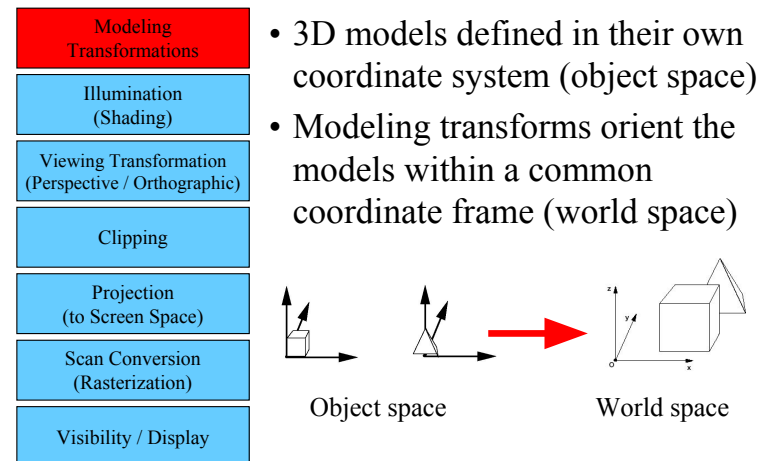 Modeling
Transformations
Illumination
(Shading)
Viewing Transformation
(Perspective / Orthographic)
Clipping
Projection
(to Screen Space)
Scan Conversion
(Rasterization)
Visibility / Display
• 3D models defined in their own
coordinate system (object space)
• Modeling transforms orient the
models within a common
coordinate frame (world space)
z
y
O
x
Object space
World space